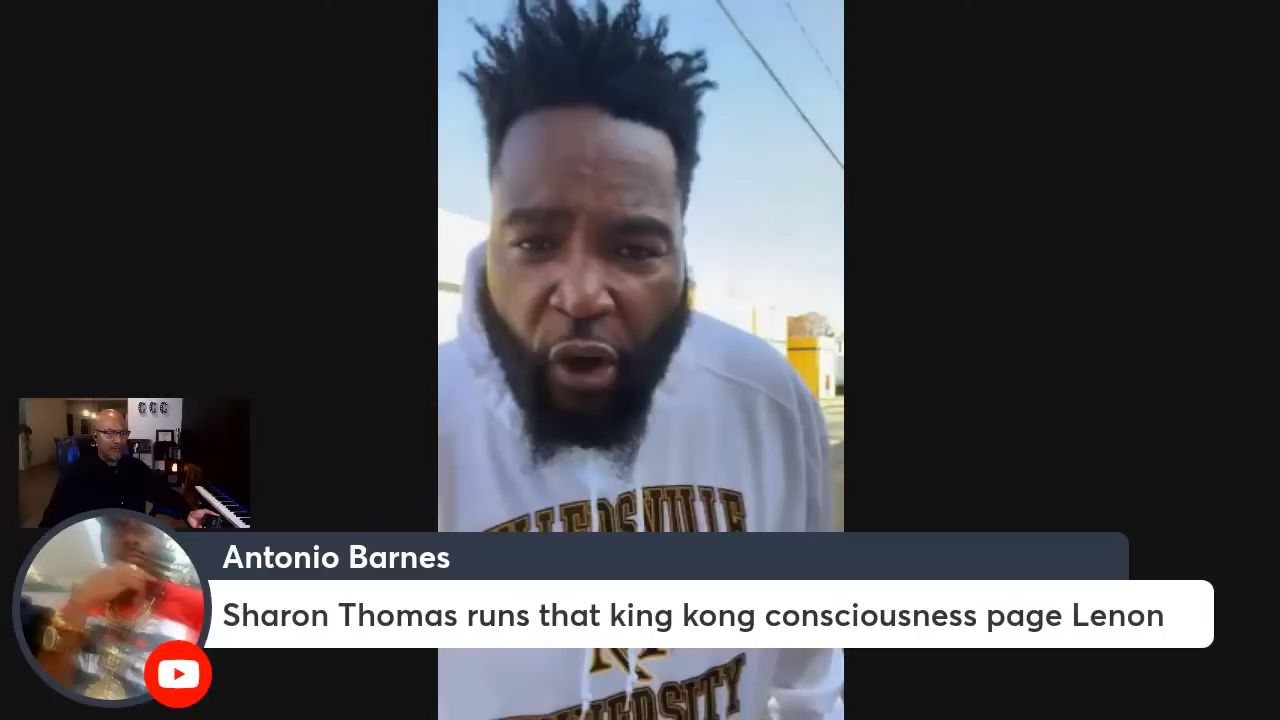 Antonio Barnes
Sharon Thomas runs that king kong consciousness page Lenon